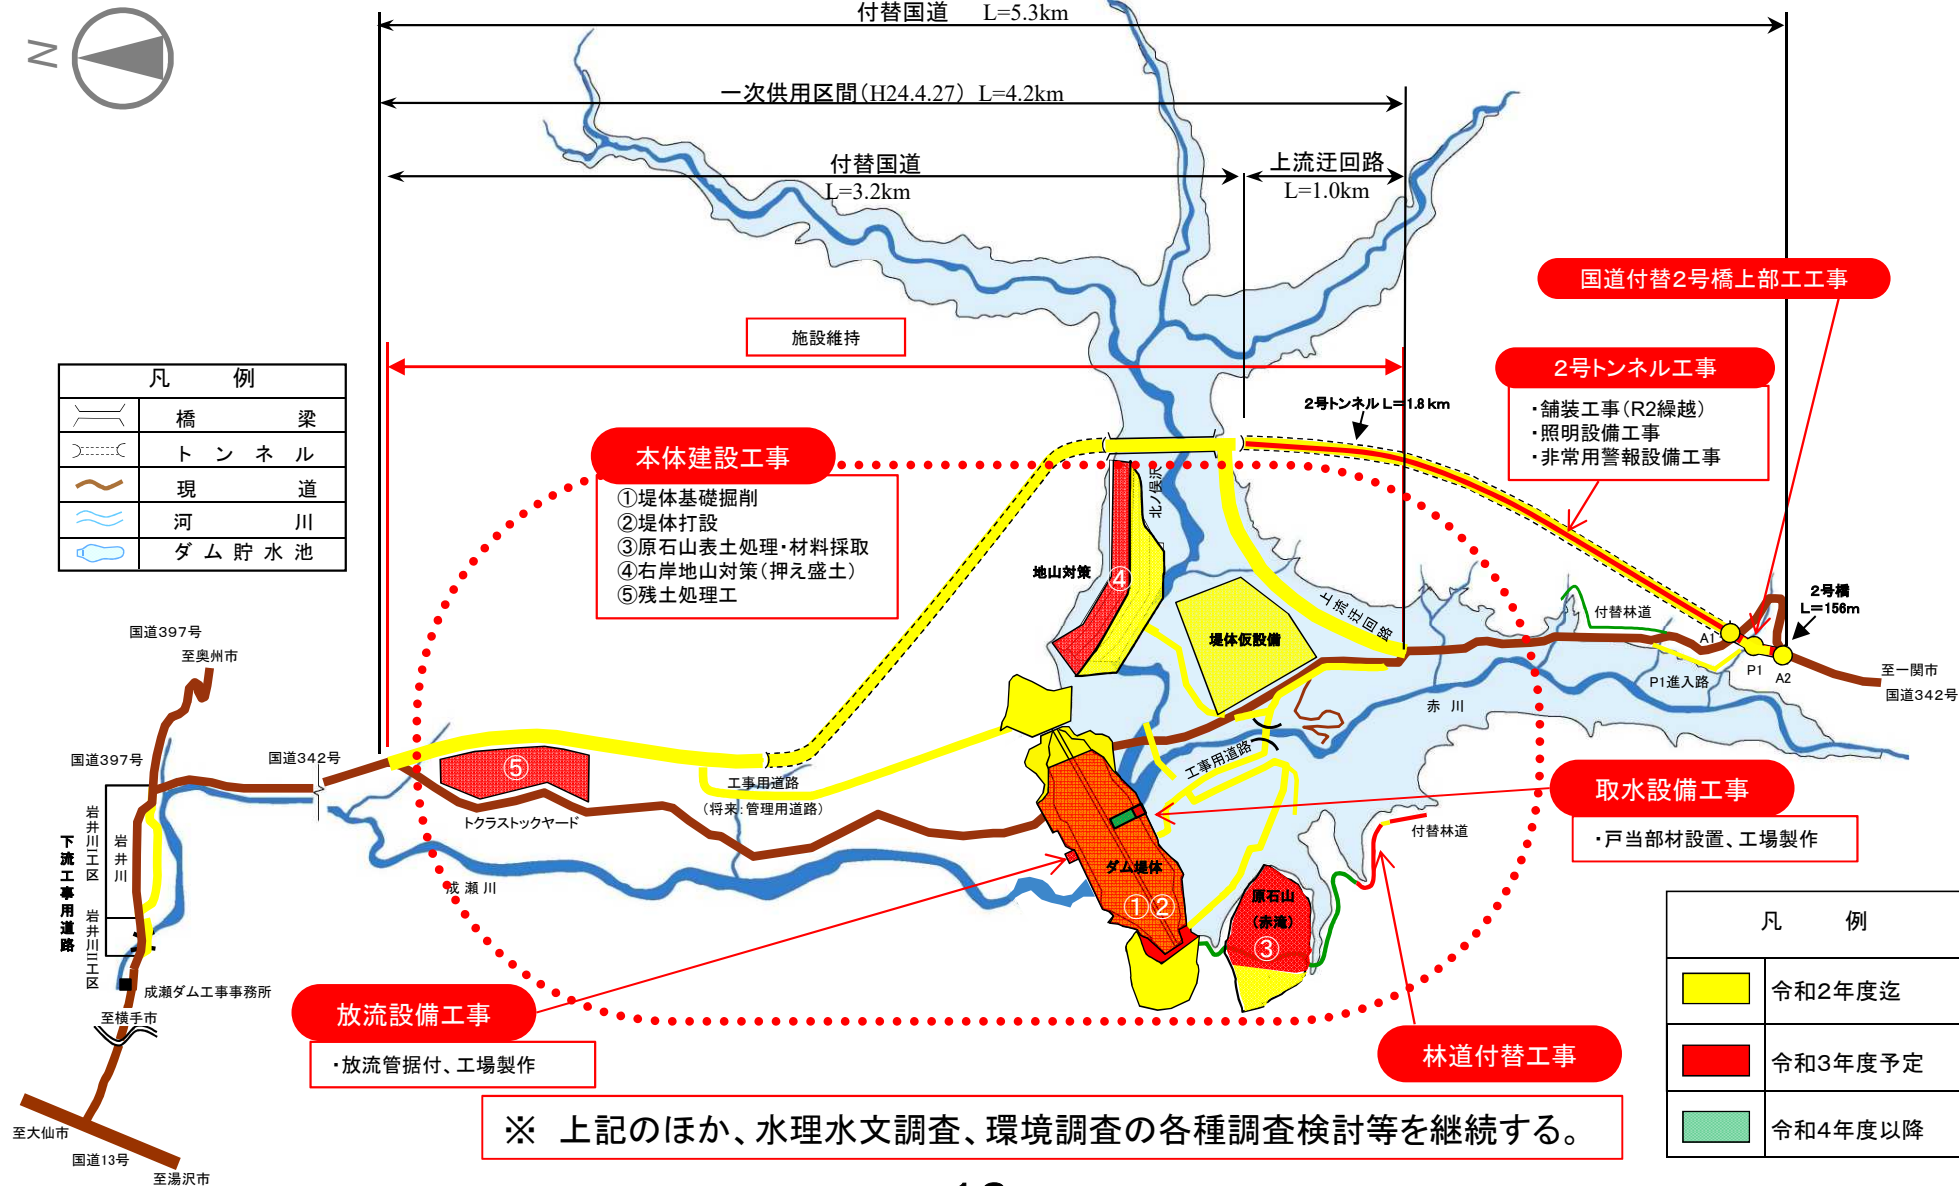 付替国道 L=5.3km
N
一次供用区間(H24.4.27) L=4.2km
付替国道
L=3.2km
上流迂回路
L=1.0km
国道付替2号橋上部工工事
施設維持
2号トンネル工事
・舗装工事(R2繰越)
・照明設備工事
・非常用警報設備工事
2号トンネル L=1.8km
凡 例
橋 梁
トンネル
現 道
河 川
ダム貯水池
本体建設工事
①堤体基礎掘削
②堤体打設
③原石山表土処理・材料採取
④右岸地山対策(押え盛土)
⑤残土処理工
北ノ俣沢
地山対策
④
堤体仮設備
上流迂回路
付替林道
2号橋
L=156m
A1
P1
A2
P1進入路
至一関市
国道342号
赤川
国道397号
至奥州市
国道397号
国道342号
⑤
トクラストックヤード
工事用道路
(将来:管理用道路)
工事用道路
取水設備工事
・戸当部材設置、工場製作
付替林道
下流工事用道路
岩井川工区
岩井川
岩井川Ⅱ工区
成瀬川
ダム堤体
①②
原石山
(赤滝)
③
成瀬ダム工事事務所
至横手市
放流設備工事
・放流管据付、工場製作
林道付替工事
凡 例
令和2年度迄
令和3年度予定
令和4年度以降
※ 上記のほか、水理水文調査、環境調査の各種調査検討等を継続する。
至大仙市
国道13号
至湯沢市